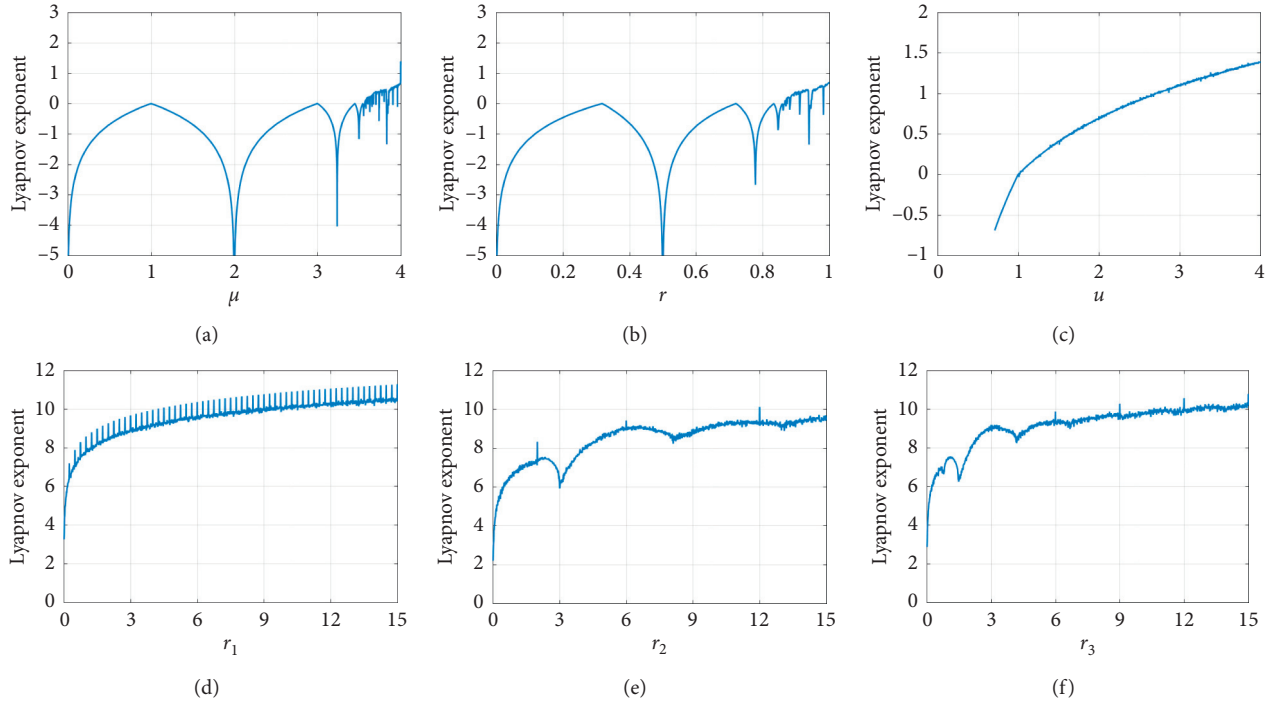 3
2
1
0
−1
−2
−3
−4
−5
Lyapnov exponent
0 1 2 3 4
μ
(a)
3
2
1
0
−1
−2
−3
−4
−5
Lyapnov exponent
0 0.2 0.4 0.6 0.8 1
r
(b)
2
1.5
1
0.5
0
−0.5
−1
Lyapnov exponent
0 1 2 3 4
u
(c)
12
10
8
6
4
2
0
Lyapnov exponent
0 3 6 9 12 15
r1
(d)
12
10
8
6
4
2
0
Lyapnov exponent
0 3 6 9 12 15
r2
(e)
12
10
8
6
4
2
0
Lyapnov exponent
0 3 6 9 12 15
r3
(f)